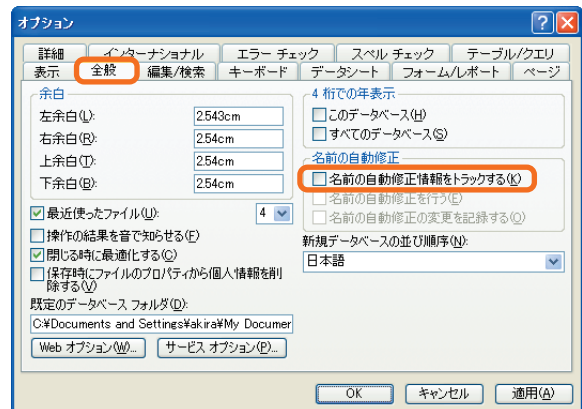 オプション
詳細 インターナショナル エラー チェック スペル チェック テーブル/クエリ
表示 全般 編集/検索 キーボード データシート フォーム/レポート ページ
余白
左余白(L): 2.543cm
右余白(R): 2.54cm
上余白(T): 2.54cm
下余白(B): 2.54cm
最近使ったファイル(U): 4
操作の結果を音で知らせる(F)
閉じる時に最適化する(C)
保存時にファイルのプロパティから個人情報を削
除する(V)
既定のデータベース フォルダ(D):
C:¥Documents and Settings¥akira¥My Documer
Web オプション(W)... サービス オプション(P)...
4 桁での年表示
このデータベース(H)
すべてのデータベース(S)
名前の自動修正
名前の自動修正情報をトラックする(K)
名前の自動修正を行う(E)
名前の自動修正の変更を記録する(O)
新規データベースの並び順序(N):
日本語
OK キャンセル 適用(A)